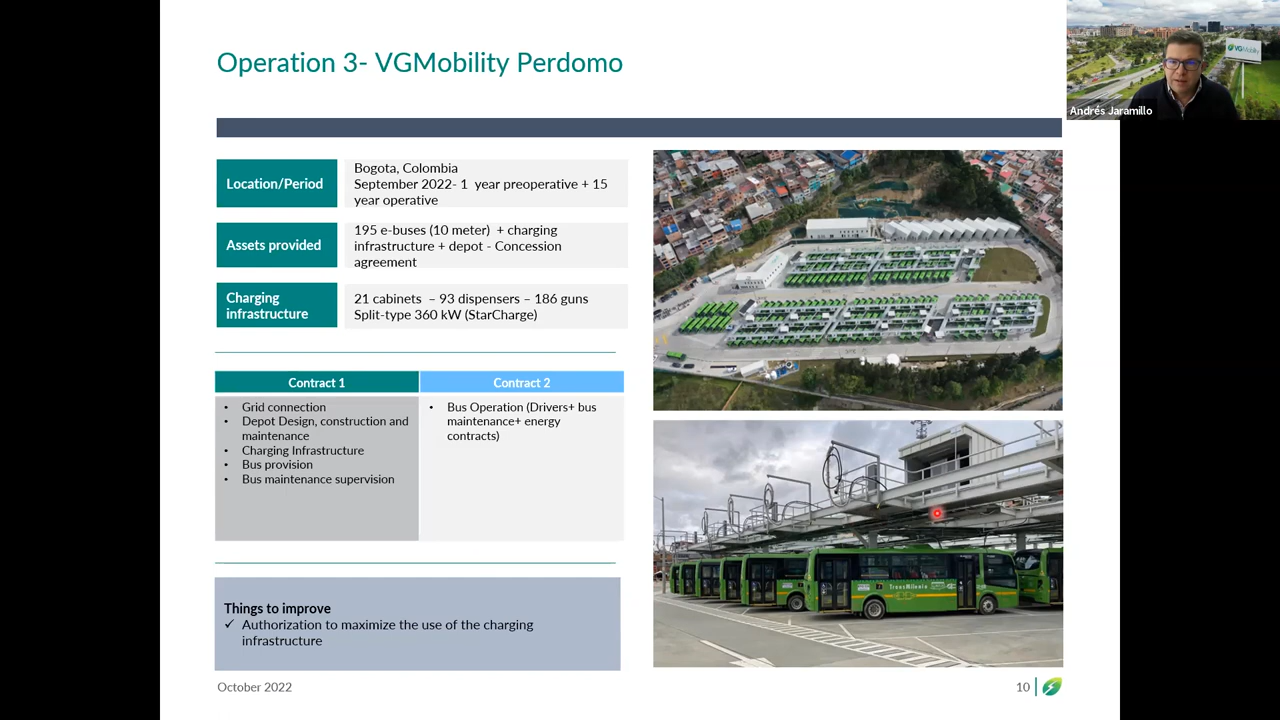 Operation 3- VGMobility Perdomo
VGMobility
Andrés Jaramillo
Location/Period
Bogota, Colombia
September 2022- 1 year preoperative + 15
year operative
Assets provided
195 e-buses (10 meter) + charging
infrastructure + depot - Concession
agreement
Charging
infrastructure
21 cabinets – 93 dispensers – 186 guns
Split-type 360 kW (StarCharge)
Contract 1
Contract 2
• Grid connection
• Depot Design, construction and
maintenance
• Charging Infrastructure
• Bus provision
• Bus maintenance supervision
• Bus Operation (Drivers+ bus
maintenance+ energy
contracts)
TransMilenio
Things to improve
✓ Authorization to maximize the use of the charging
infrastructure
October 2022
10